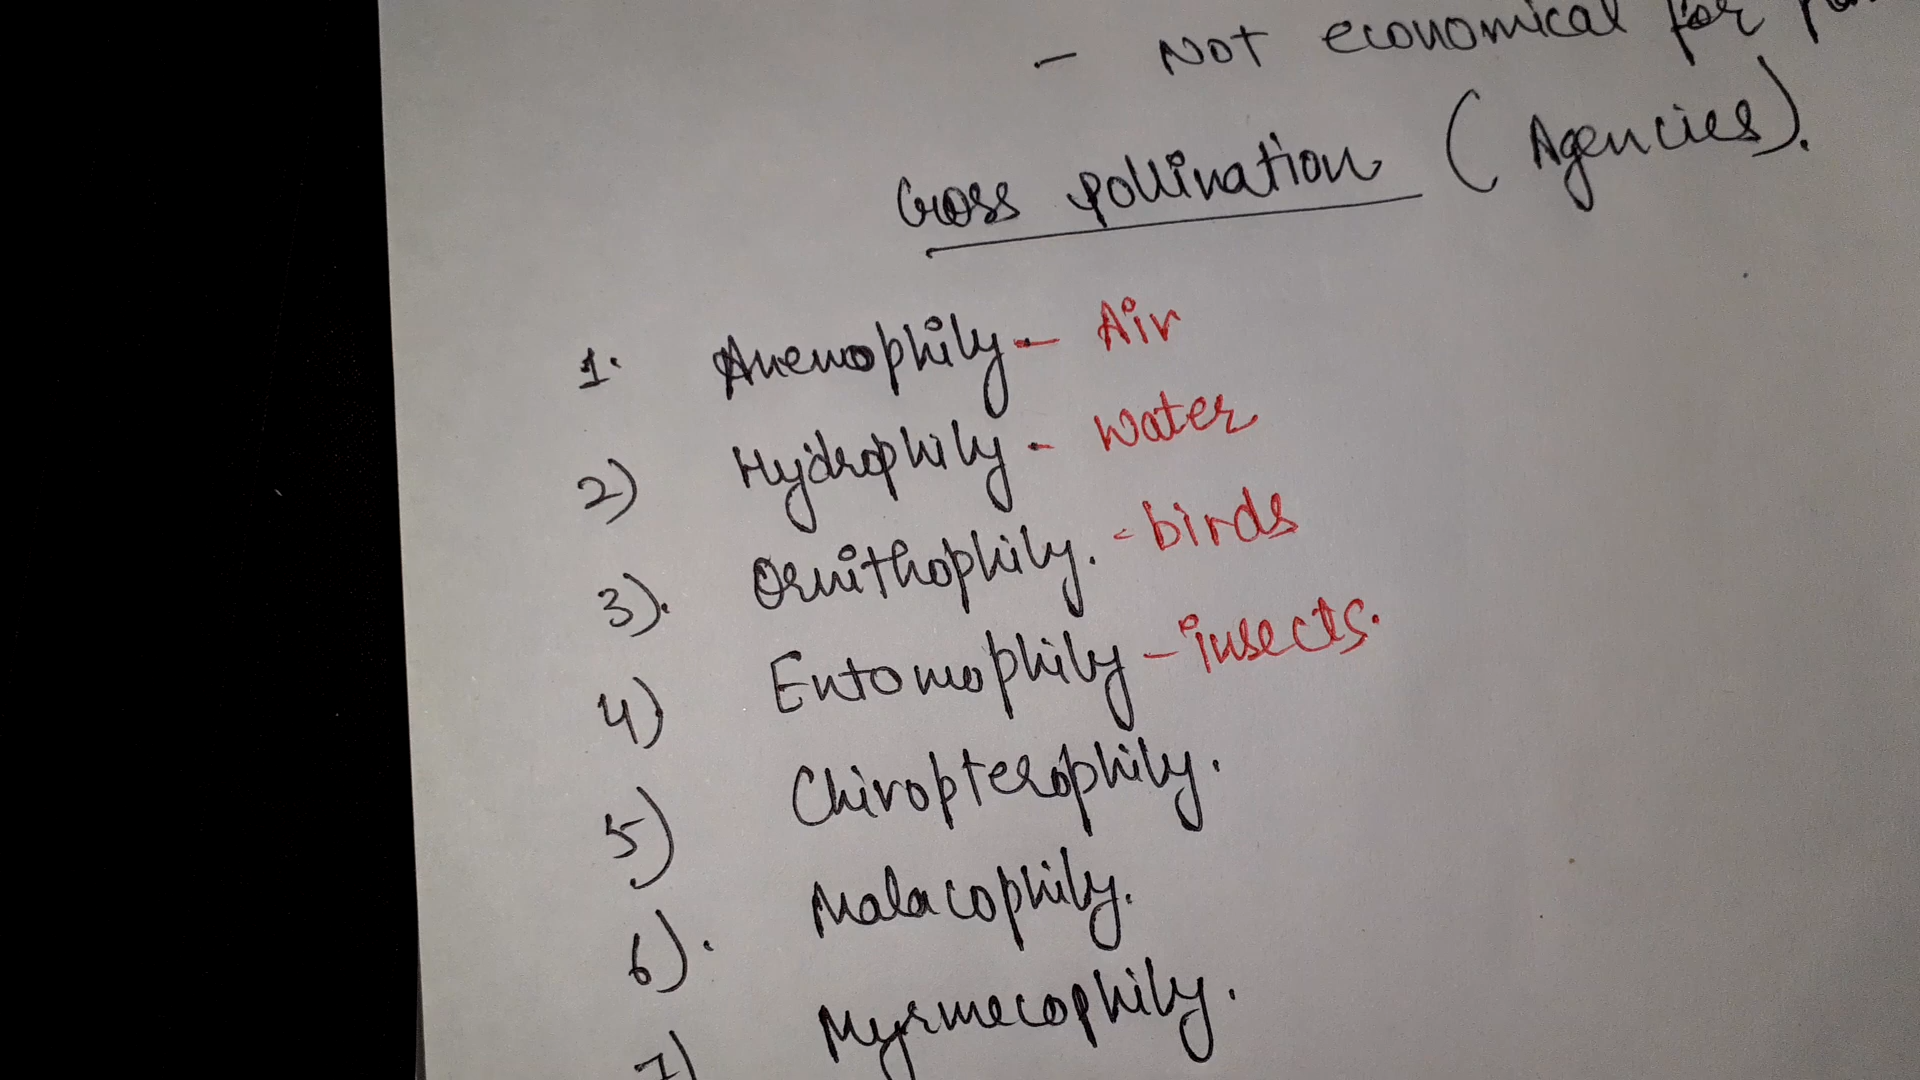 - Not economical for
Cross pollination (Agencies).
1. Anemophily - Air
2) Hydrophily - Water
3). Ornithophily. - birds
4) Entomophily - insects.
5) Chiropterophily.
6). Malacophily.
7) Myrmecophily.